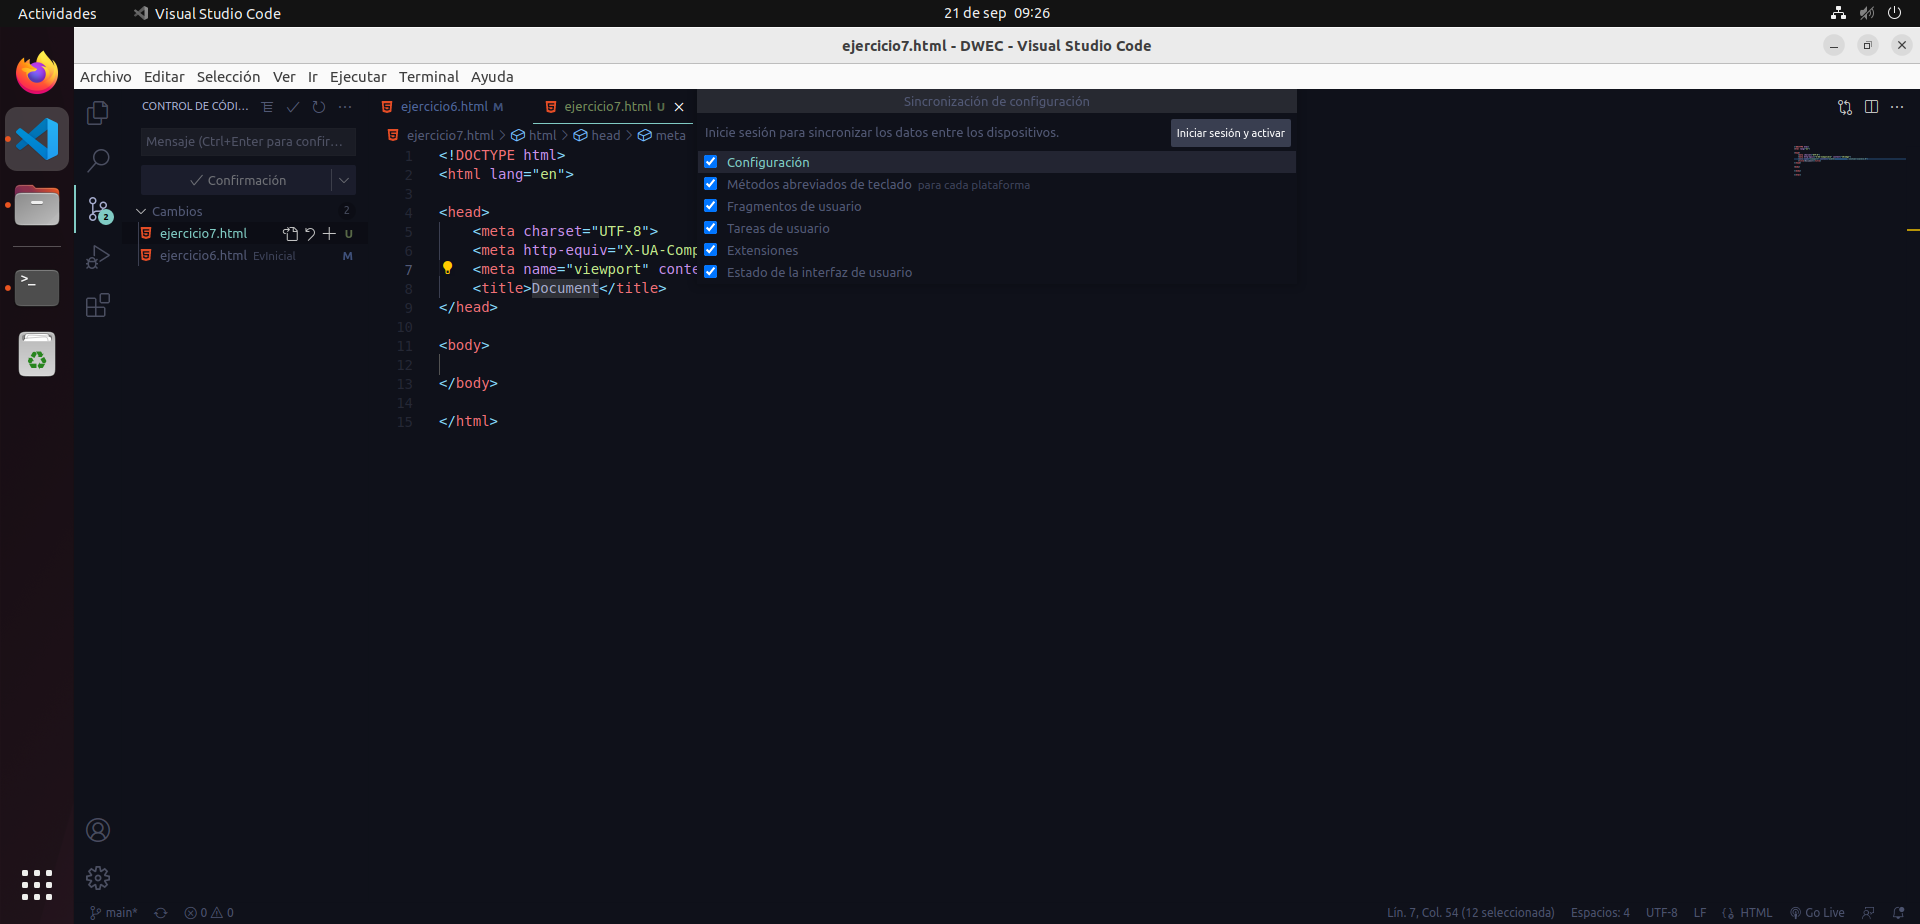 Actividades Visual Studio Code 21 de sep 09:26
ejercicio7.html - DWEC - Visual Studio Code
Archivo Editar Selección Ver Ir Ejecutar Terminal Ayuda
CONTROL DE CÓDI...
Mensaje (Ctrl+Enter para confir...
Confirmación
Cambios 2
ejercicio7.html U
ejercicio6.html EvInicial M
2
ejercicio6.html M ejercicio7.html U
ejercicio7.html > html > head > meta
1 <!DOCTYPE html>
2 <html lang="en">
3
4 <head>
5 <meta charset="UTF-8">
6 <meta http-equiv="X-UA-Comp
7 <meta name="viewport" conte
8 <title>Document</title>
9 </head>
10
11 <body>
12
13 </body>
14
15 </html>
Sincronización de configuración
Inicie sesión para sincronizar los datos entre los dispositivos. Iniciar sesión y activar
Configuración
Métodos abreviados de teclado para cada plataforma
Fragmentos de usuario
Tareas de usuario
Extensiones
Estado de la interfaz de usuario
main* 0 0 Lín. 7, Col. 54 (12 seleccionada) Espacios: 4 UTF-8 LF HTML Go Live